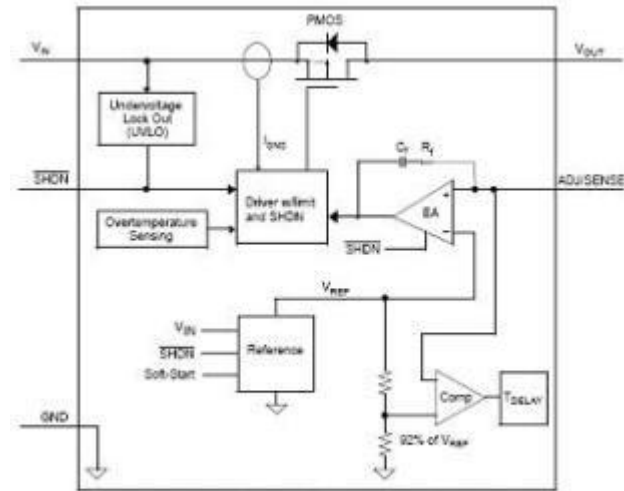 PMOS
VIN
VOUT
Undervoltage
Lock Out
(UVLO)
ISNS
Cf Rf
SHDN
ADJ/SENSE
Driver w/limit
and SHDN
EA
+
−
Overtemperature
Sensing
SHDN
VREF
VIN
SHDN
Reference
Soft-Start
Comp
TDELAY
GND
92% of VREF